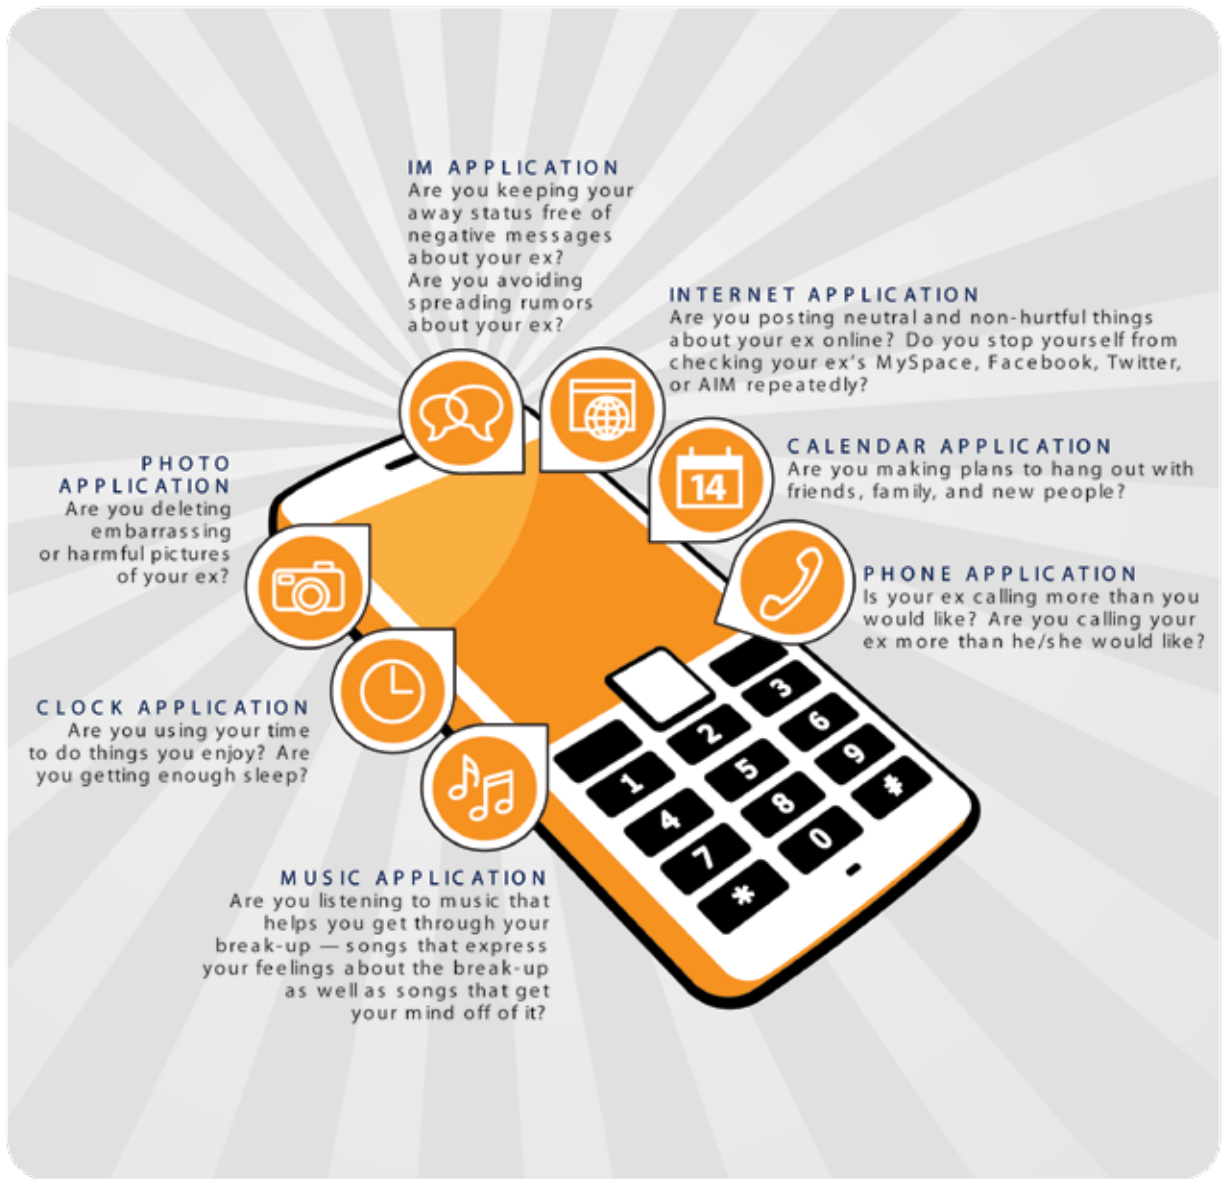 IM APPLICATION
Are you keeping your
away status free of
negative messages
about your ex?
Are you avoiding
spreading rumors
about your ex?
INTERNET APPLICATION
Are you posting neutral and non-hurtful things
about your ex online? Do you stop yourself from
checking your ex's MySpace, Facebook, Twitter,
or AIM repeatedly?
CALENDAR APPLICATION
Are you making plans to hang out with
friends, family, and new people?
14
PHONE APPLICATION
Is your ex calling more than you
would like? Are you calling your
ex more than he/she would like?
PHOTO
APPLICATION
Are you deleting
embarrassing
or harmful pictures
of your ex?
CLOCK APPLICATION
Are you using your time
to do things you enjoy? Are
you getting enough sleep?
MUSIC APPLICATION
Are you listening to music that
helps you get through your
break-up — songs that express
your feelings about the break-up
as well as songs that get
your mind off of it?
1 2 3
4 5 6
7 8 9
* 0 #